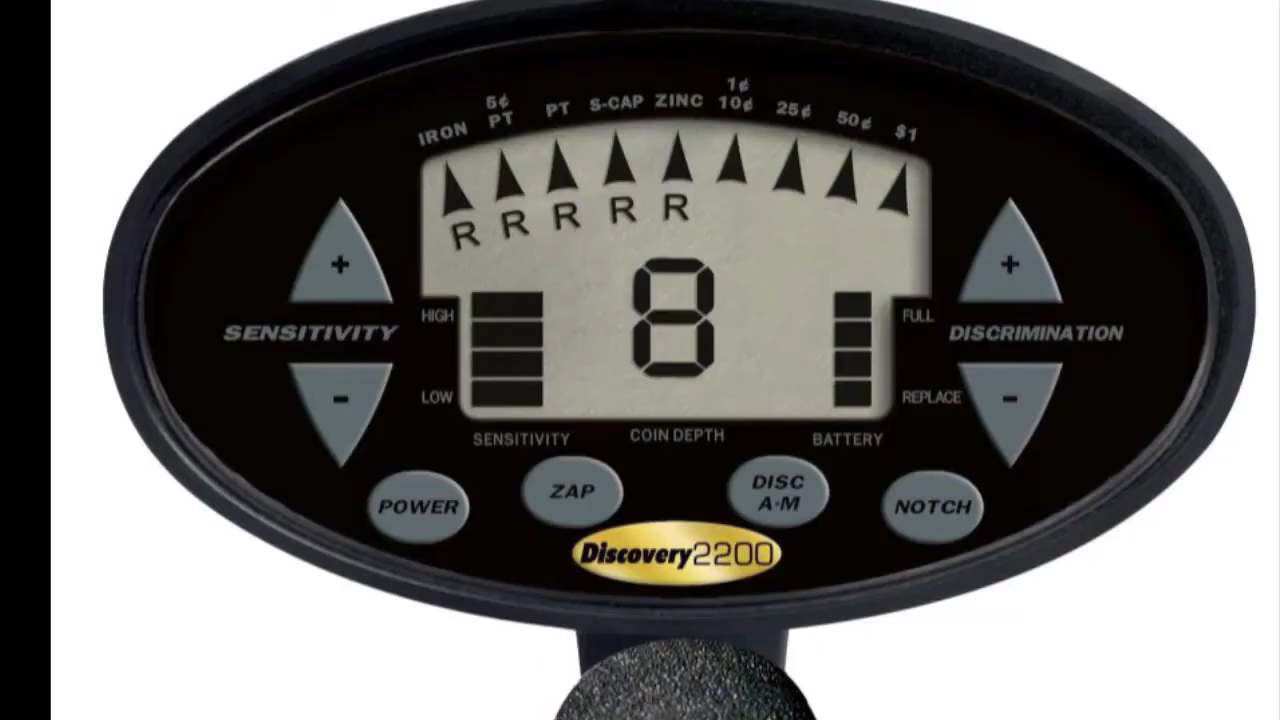 IRON 5¢ PT PT S-CAP ZINC 1¢ 10¢ 25¢ 50¢ $1
R R R R R
+ 8 +
HIGH FULL
SENSITIVITY DISCRIMINATION
LOW REPLACE
- -
SENSITIVITY COIN DEPTH BATTERY
POWER ZAP DISC A·M NOTCH
Discovery2200